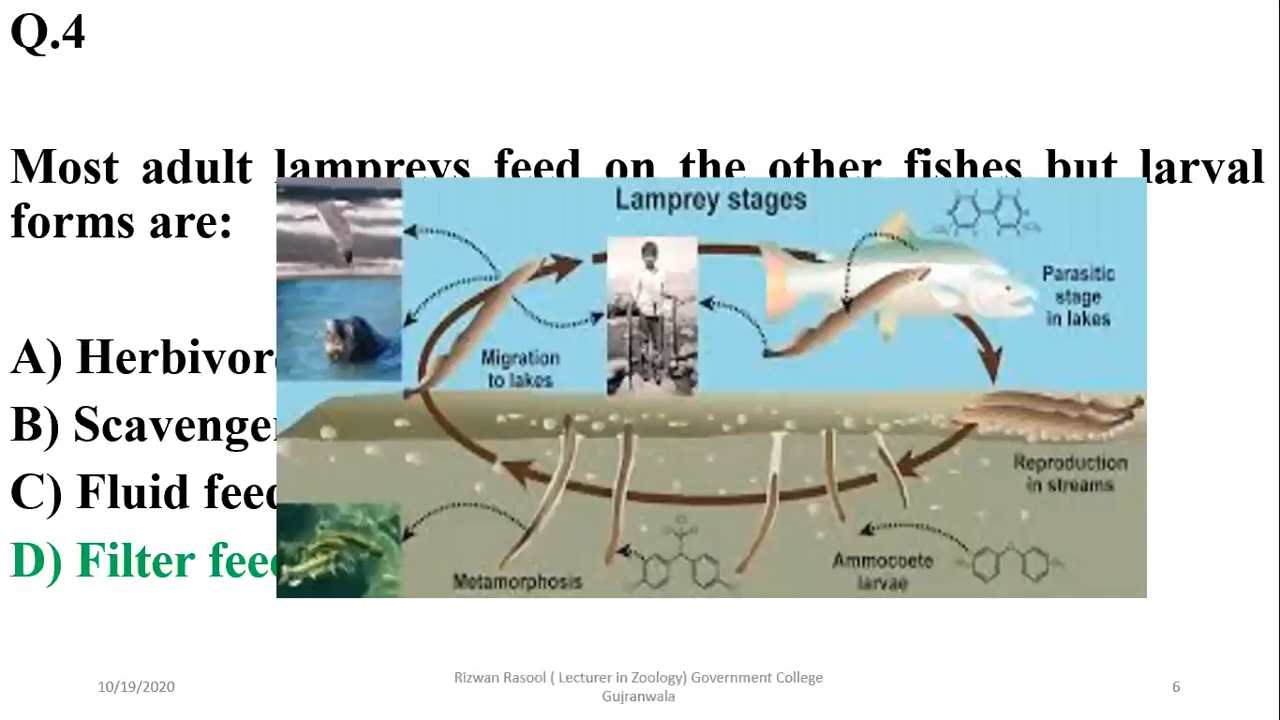 Q.4
Most adult lampreys feed on the other fishes but larval
forms are:
A) Herbivor
B) Scavenge
C) Fluid fee
D) Filter fee
Lamprey stages
Parasitic
stage
in lakes
Migration
to lakes
Reproduction
in streams
Ammocoete
larvae
Metamorphosis
10/19/2020
Rizwan Rasool ( Lecturer in Zoology) Government College
Gujranwala
6